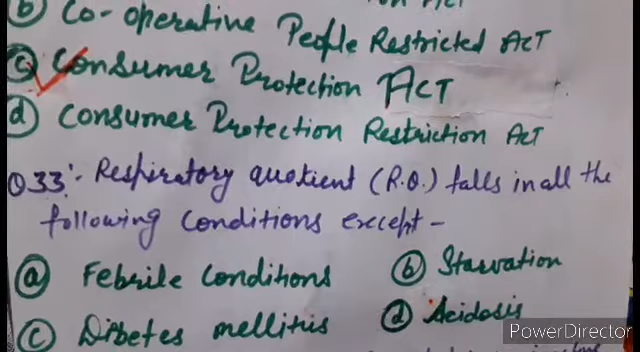 b Co-operative People Restricted ACT
c Consumer Protection ACT
d Consumer Protection Restriction ACT
Q33:- Respiratory quotient (R.Q.) falls in all the
following Conditions except -
a Febrile Conditions b Starvation
c Diabetes mellitus d Acidosis
PowerDirector